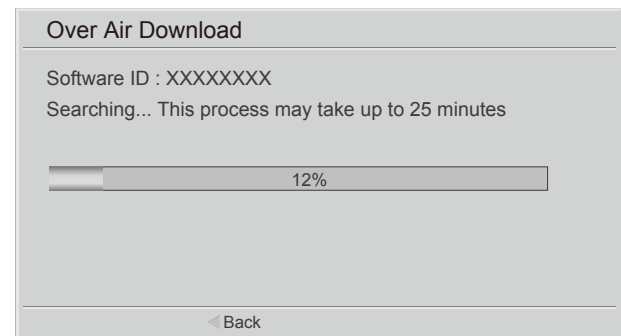 Over Air Download
Software ID : XXXXXXXX
Searching... This process may take up to 25 minutes
12%
Back